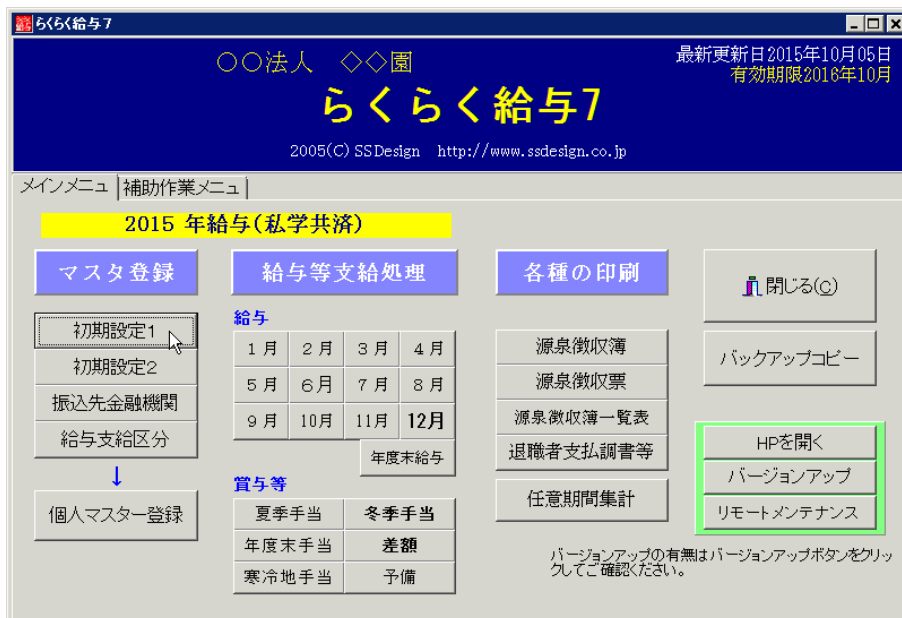 らくらく給与7
○○法人　◇◇園
最新更新日2015年10月05日
有効期限2016年10月
らくらく給与7
2005(C) SSDesign　http://www.ssdesign.co.jp
メインメニュ　補助作業メニュ
2015 年給与(私学共済)
マスタ登録　給与等支給処理　各種の印刷
閉じる(C)
初期設定1
初期設定2
振込先金融機関
給与支給区分
↓
個人マスター登録
給与
1月　2月　3月　4月
5月　6月　7月　8月
9月　10月　11月　12月
年度末給与
賞与等
夏季手当　冬季手当
年度末手当　差額
寒冷地手当　予備
源泉徴収簿
源泉徴収票
源泉徴収簿一覧表
退職者支払調書等
任意期間集計
バックアップコピー
HPを開く
バージョンアップ
リモートメンテナンス
バージョンアップの有無はバージョンアップボタンをクリッ
クしてご確認ください。